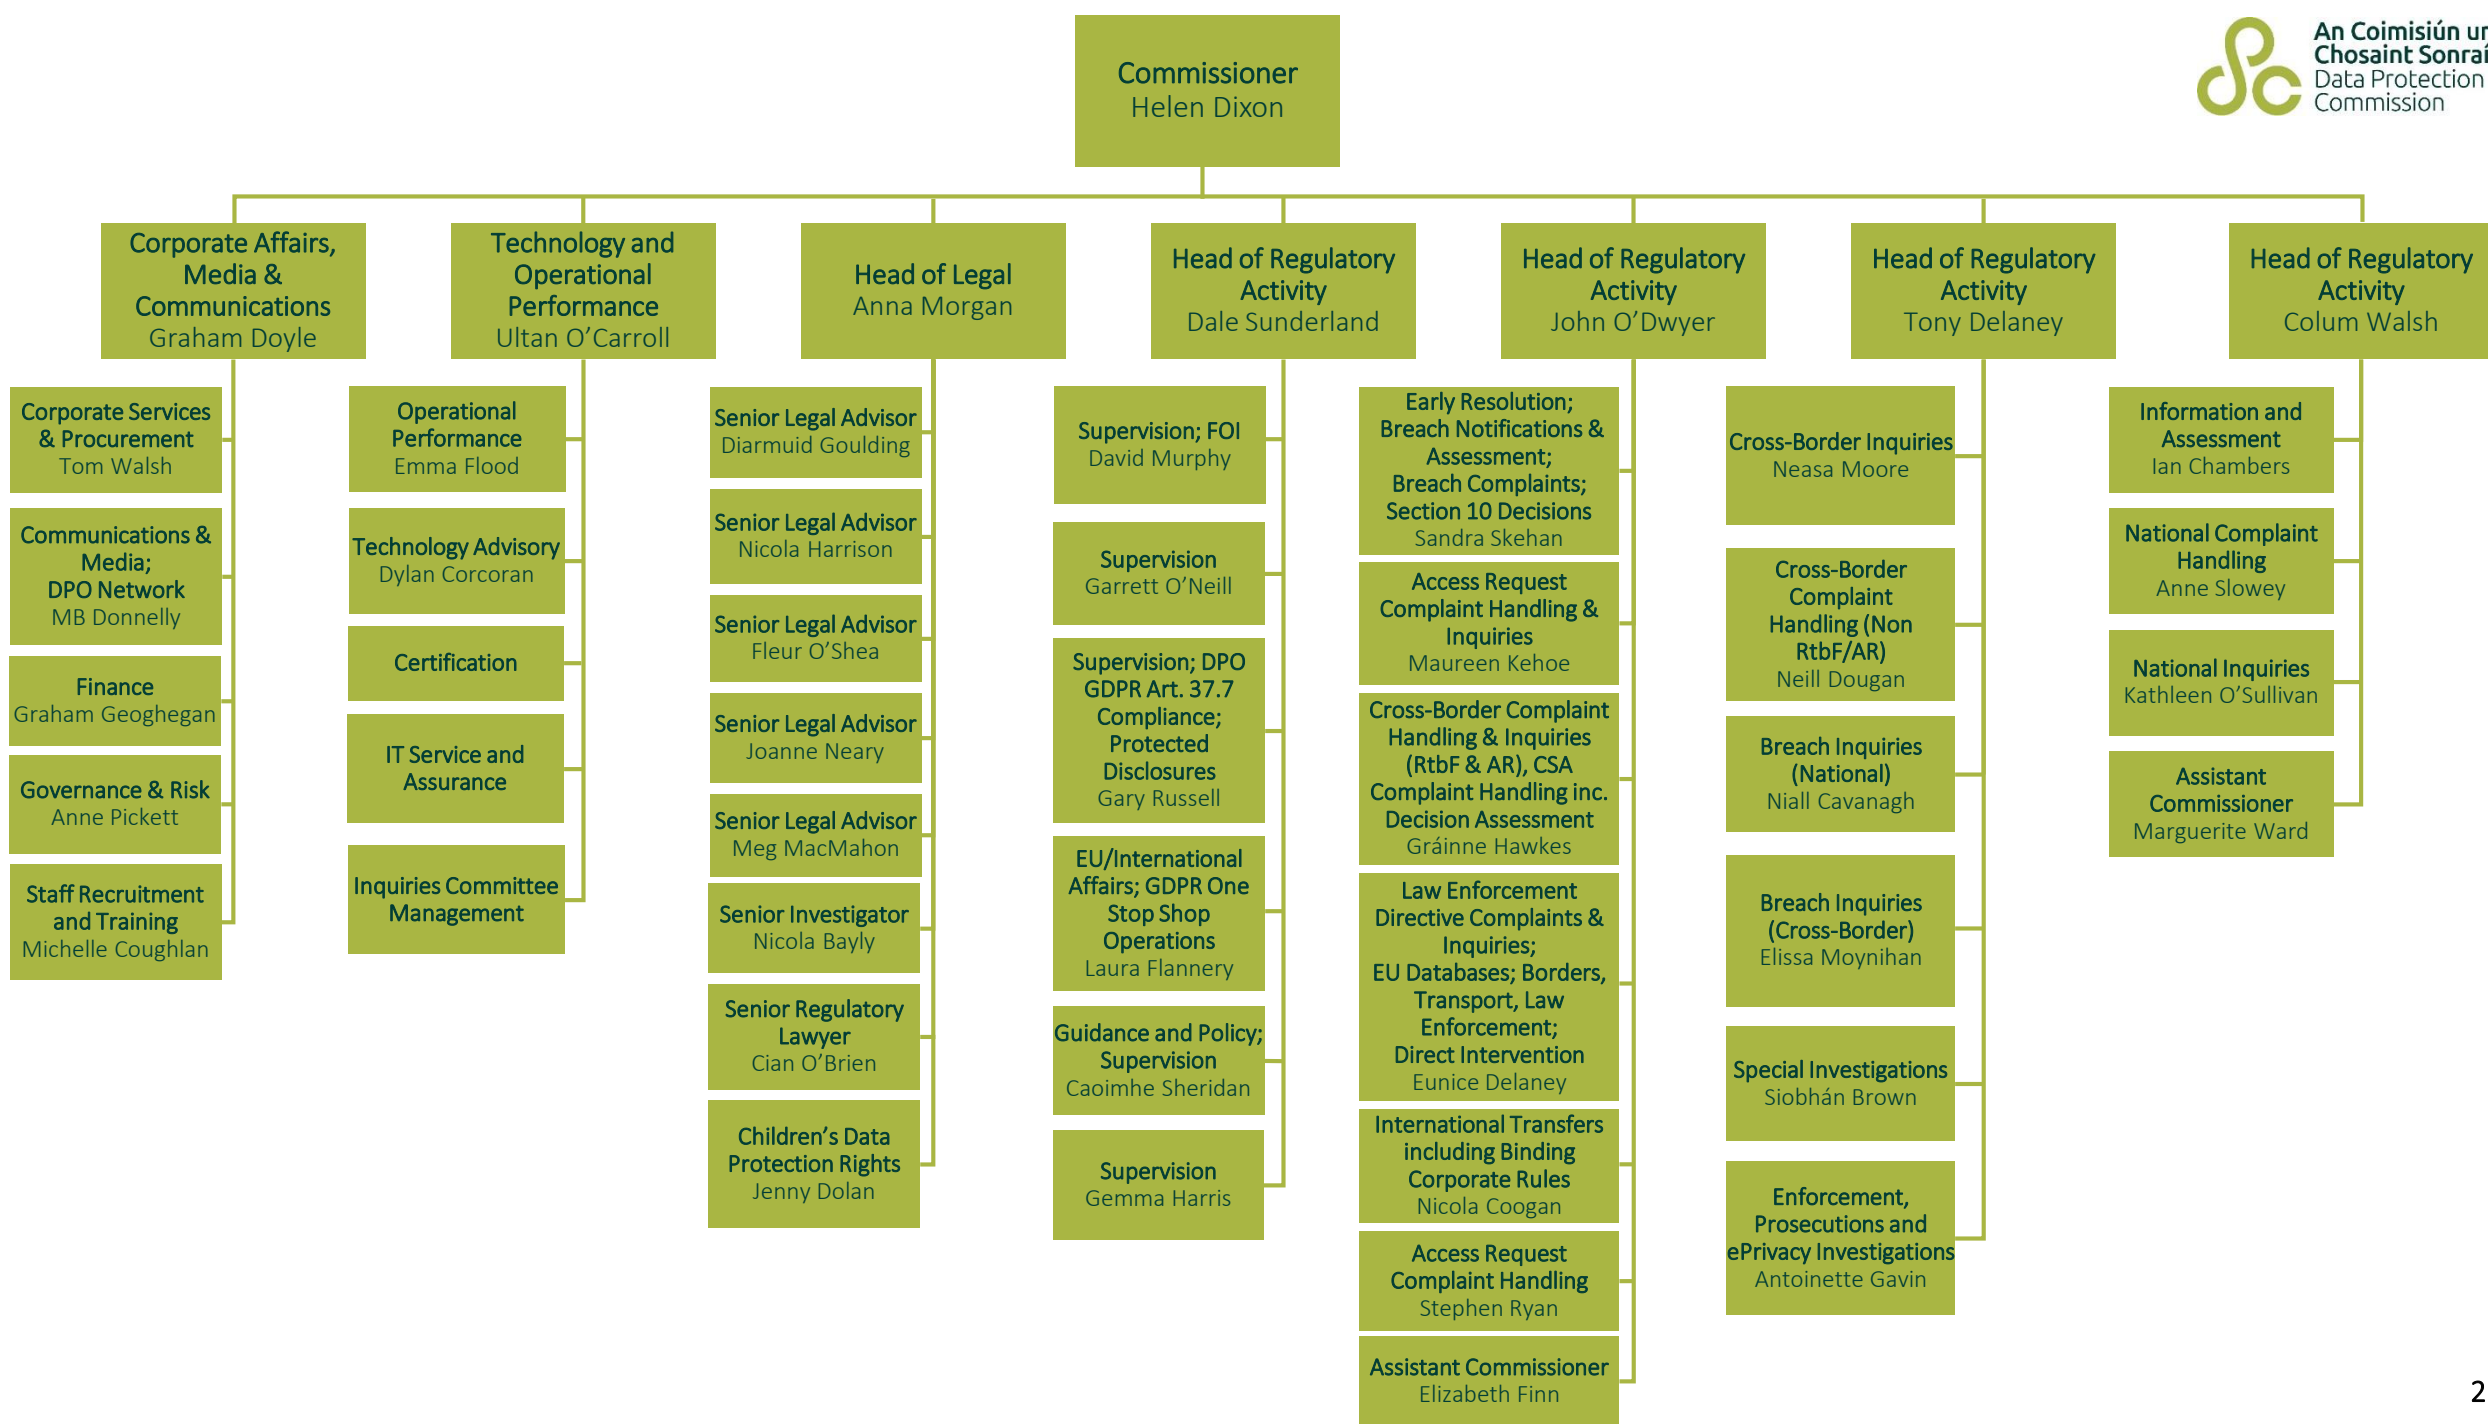 An Coimisiún um
Chosaint Sonraí
Data Protection
Commission
Commissioner
Helen Dixon
Corporate Affairs,
Media &
Communications
Graham Doyle
Technology and
Operational
Performance
Ultan O’Carroll
Head of Legal
Anna Morgan
Head of Regulatory
Activity
Dale Sunderland
Head of Regulatory
Activity
John O’Dwyer
Head of Regulatory
Activity
Tony Delaney
Head of Regulatory
Activity
Colum Walsh
Corporate Services
& Procurement
Tom Walsh
Communications &
Media;
DPO Network
MB Donnelly
Finance
Graham Geoghegan
Governance & Risk
Anne Pickett
Staff Recruitment
and Training
Michelle Coughlan
Operational
Performance
Emma Flood
Technology Advisory
Dylan Corcoran
Certification
IT Service and
Assurance
Inquiries Committee
Management
Senior Legal Advisor
Diarmuid Goulding
Senior Legal Advisor
Nicola Harrison
Senior Legal Advisor
Fleur O’Shea
Senior Legal Advisor
Joanne Neary
Senior Legal Advisor
Meg MacMahon
Senior Investigator
Nicola Bayly
Senior Regulatory
Lawyer
Cian O’Brien
Children’s Data
Protection Rights
Jenny Dolan
Supervision; FOI
David Murphy
Supervision
Garrett O’Neill
Supervision; DPO
GDPR Art. 37.7
Compliance;
Protected
Disclosures
Gary Russell
EU/International
Affairs; GDPR One
Stop Shop
Operations
Laura Flannery
Guidance and Policy;
Supervision
Caoimhe Sheridan
Supervision
Gemma Harris
Early Resolution;
Breach Notifications &
Assessment;
Breach Complaints;
Section 10 Decisions
Sandra Skehan
Access Request
Complaint Handling &
Inquiries
Maureen Kehoe
Cross-Border Complaint
Handling & Inquiries
(RtbF & AR), CSA
Complaint Handling inc.
Decision Assessment
Gráinne Hawkes
Law Enforcement
Directive Complaints &
Inquiries;
EU Databases; Borders,
Transport, Law
Enforcement;
Direct Intervention
Eunice Delaney
International Transfers
including Binding
Corporate Rules
Nicola Coogan
Access Request
Complaint Handling
Stephen Ryan
Assistant Commissioner
Elizabeth Finn
Cross-Border Inquiries
Neasa Moore
Cross-Border
Complaint
Handling (Non
RtbF/AR)
Neill Dougan
Breach Inquiries
(National)
Niall Cavanagh
Breach Inquiries
(Cross-Border)
Elissa Moynihan
Special Investigations
Siobhán Brown
Enforcement,
Prosecutions and
ePrivacy Investigations
Antoinette Gavin
Information and
Assessment
Ian Chambers
National Complaint
Handling
Anne Slowey
National Inquiries
Kathleen O’Sullivan
Assistant
Commissioner
Marguerite Ward
2